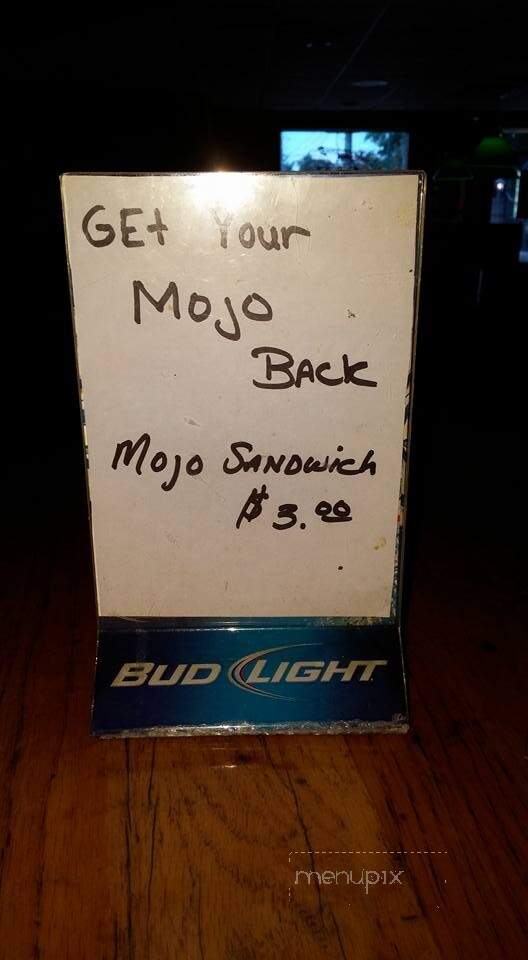 GEt Your
Mojo
BACK
Mojo SANDwich
$3.00
BUD LIGHT
menupix